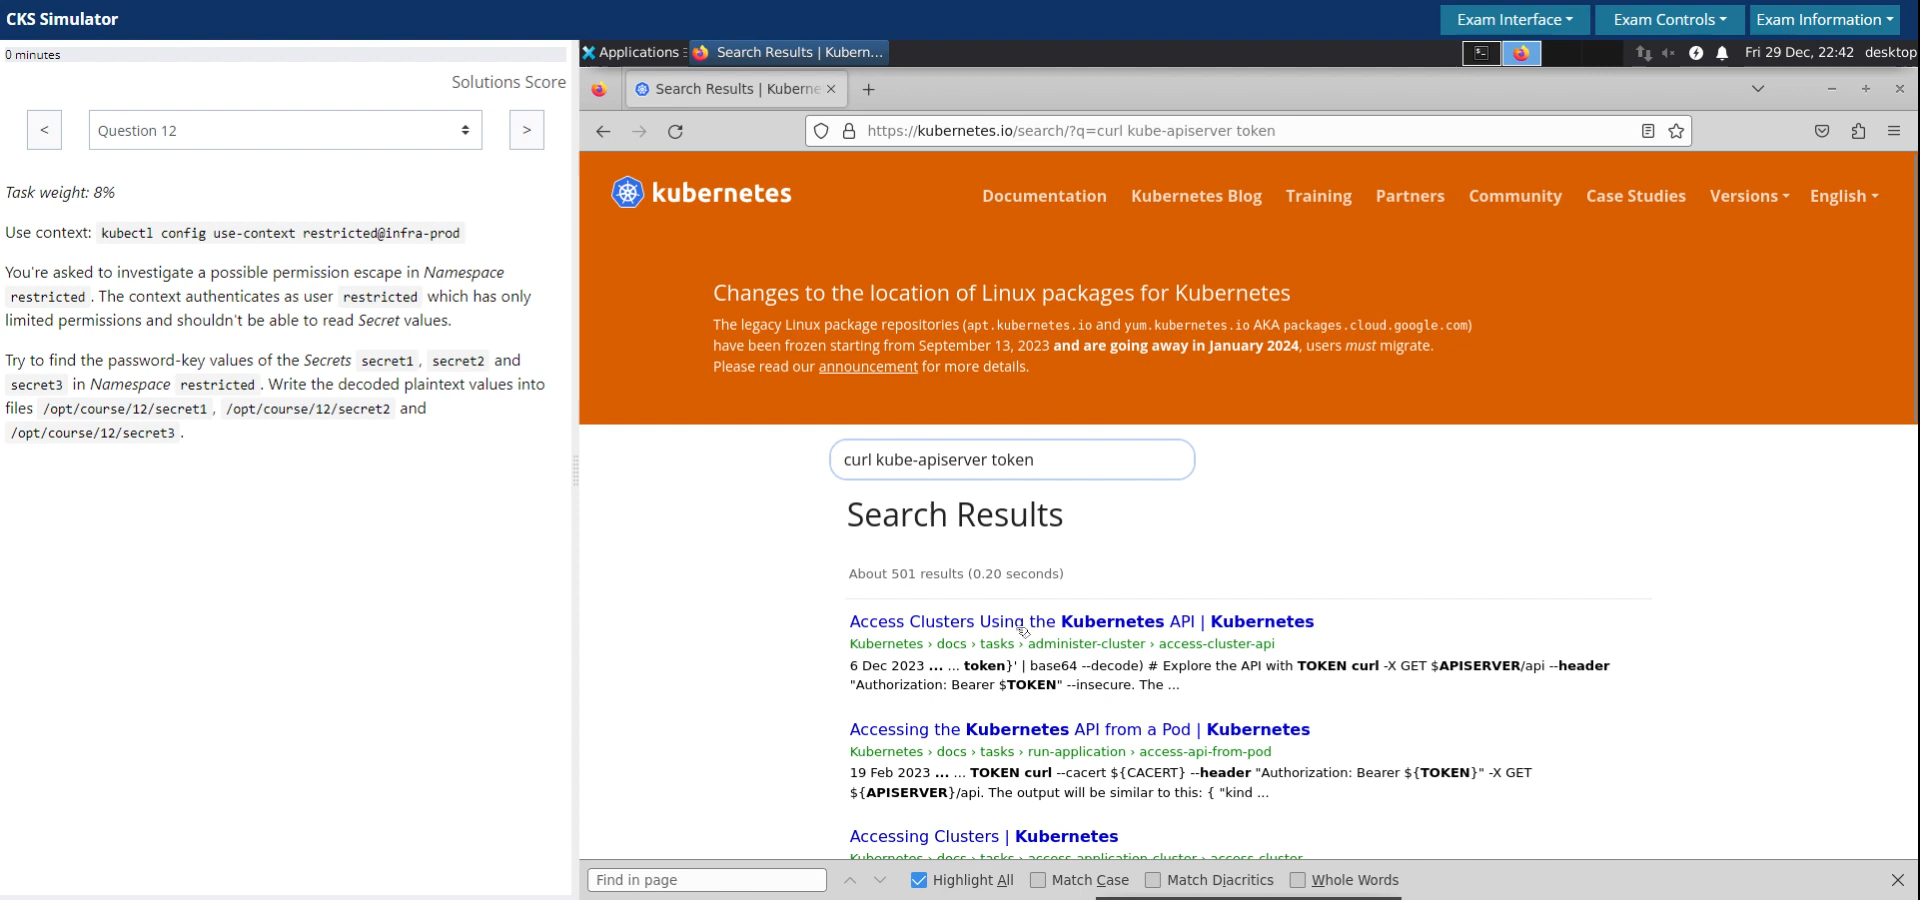 CKS Simulator
Exam Interface
Exam Controls
Exam Information
0 minutes
Solutions Score
<
Question 12
>
Task weight: 8%
Use context: kubectl config use-context restricted@infra-prod
You're asked to investigate a possible permission escape in Namespace
restricted . The context authenticates as user restricted which has only
limited permissions and shouldn't be able to read Secret values.
Try to find the password-key values of the Secrets secret1 , secret2 and
secret3 in Namespace restricted . Write the decoded plaintext values into
files /opt/course/12/secret1 , /opt/course/12/secret2 and
/opt/course/12/secret3 .
Applications
Search Results | Kubern...
Fri 29 Dec, 22:42 desktop
Search Results | Kuberne
https://kubernetes.io/search/?q=curl kube-apiserver token
kubernetes
Documentation
Kubernetes Blog
Training
Partners
Community
Case Studies
Versions
English
Changes to the location of Linux packages for Kubernetes
The legacy Linux package repositories (apt.kubernetes.io and yum.kubernetes.io AKA packages.cloud.google.com)
have been frozen starting from September 13, 2023 and are going away in January 2024, users must migrate.
Please read our announcement for more details.
curl kube-apiserver token
Search Results
About 501 results (0.20 seconds)
Access Clusters Using the Kubernetes API | Kubernetes
Kubernetes › docs › tasks › administer-cluster › access-cluster-api
6 Dec 2023 ... ... token}' | base64 --decode) # Explore the API with TOKEN curl -X GET $APISERVER/api --header
"Authorization: Bearer $TOKEN" --insecure. The ...
Accessing the Kubernetes API from a Pod | Kubernetes
Kubernetes › docs › tasks › run-application › access-api-from-pod
19 Feb 2023 ... ... TOKEN curl --cacert ${CACERT} --header "Authorization: Bearer ${TOKEN}" -X GET
${APISERVER}/api. The output will be similar to this: { "kind ...
Accessing Clusters | Kubernetes
Kubernetes › docs › tasks › access-application-cluster › access-cluster
Find in page
Highlight All
Match Case
Match Diacritics
Whole Words